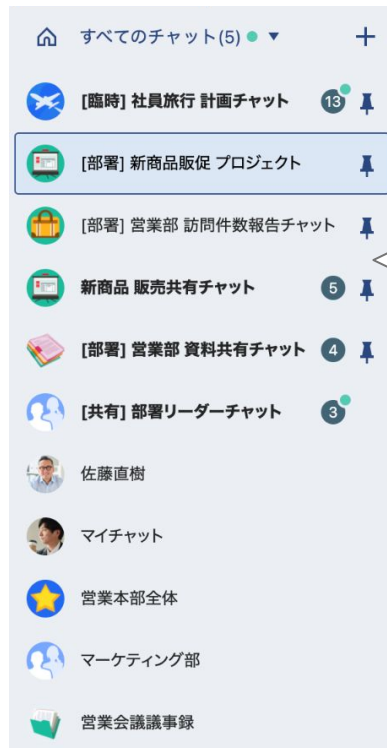 すべてのチャット(5)
[臨時] 社員旅行 計画チャット 13
[部署] 新商品販促 プロジェクト
[部署] 営業部 訪問件数報告チャット
新商品 販売共有チャット 5
[部署] 営業部 資料共有チャット 4
[共有] 部署リーダーチャット 3
佐藤直樹
マイチャット
営業本部全体
マーケティング部
営業会議議事録